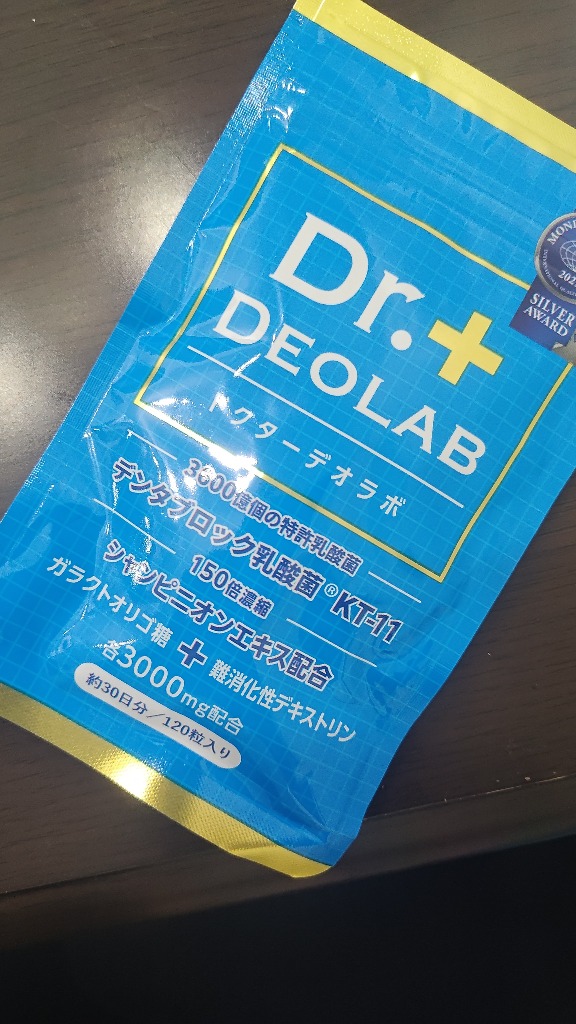 Dr.+
DEOLAB
ドクターデオラボ
3600億個の特許乳酸菌
デンタブロック乳酸菌®KT-11
150倍濃縮
シャンピニオンエキス配合
ガラクトオリゴ糖+難消化性デキストリン
各3000mg配合
約30日分/120粒入り
SILVER
AWARD